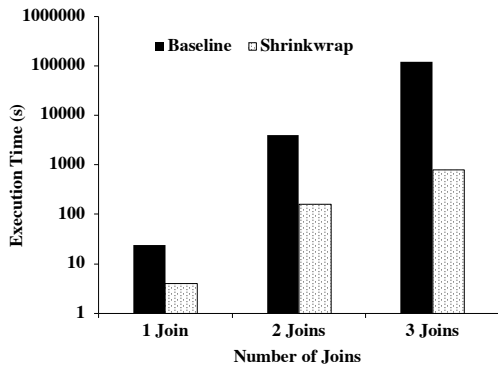 1000000
Baseline Shrinkwrap
100000
10000
1000
100
10
1
Execution Time (s)
1 Join 2 Joins 3 Joins
Number of Joins